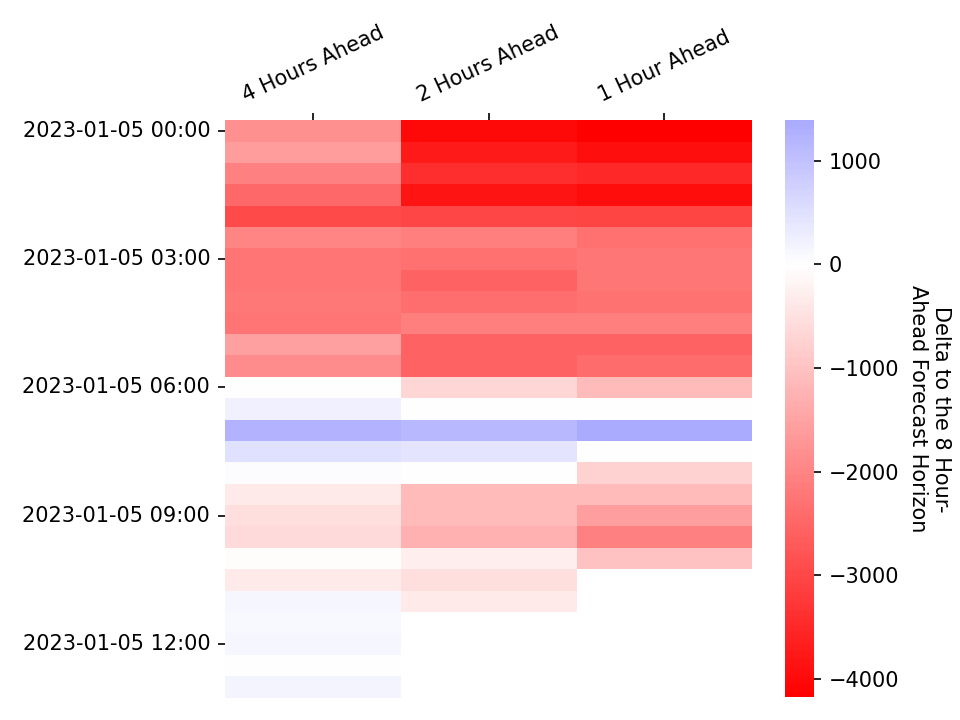 4 Hours Ahead
2 Hours Ahead
1 Hour Ahead
2023-01-05 00:00
2023-01-05 03:00
2023-01-05 06:00
2023-01-05 09:00
2023-01-05 12:00
1000
0
−1000
−2000
−3000
−4000
Delta to the 8 Hour-
Ahead Forecast Horizon